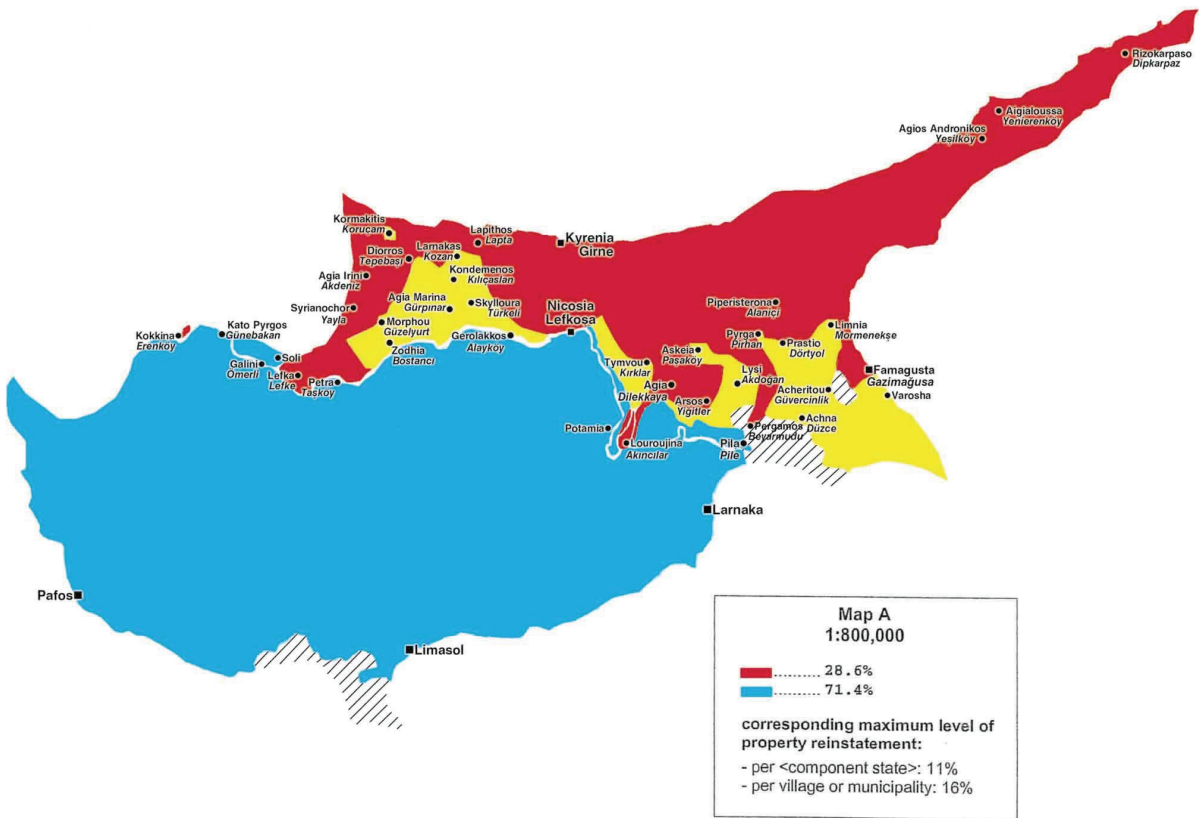 Rizokarpaso
Dipkarpaz
Aigialoussa
Yenierenköy
Agios Andronikos
Yeşilköy
Kormakitis
Koruçam
Lapithos
Lapta
Kyrenia
Girne
Diorros
Tepebaşi
Larnakas
Kozan
Agia Irini
Akdeniz
Kondemenos
Kılıçaslan
Syrianochor
Yayla
Agia Marina
Gürpınar
Skylloura
Türkeli
Nicosia
Lefkosa
Piperisterona
Alaniçi
Kokkina
Erenköy
Kato Pyrgos
Günebakan
Morphou
Güzelyurt
Gerolakkos
Alayköy
Zodhia
Bostancı
Limnia
Mormenekşe
Pyrga
Pirhan
Prastio
Dörtyol
Askeia
Paşaköy
Galini
Ömerli
Soli
Lefka
Lefke
Petra
Taşköy
Tymvou
Kırklar
Lysi
Akdoğan
Famagusta
Gazimağusa
Agia
Dilekkaya
Acheritou
Güvercinlik
Varosha
Arsos
Yiğitler
Achna
Düzce
Potamia
Pergamos
Beyarmudu
Louroujina
Akıncılar
Pila
Pile
Larnaka
Pafos
Limasol
Map A
1:800,000
.......... 28.6%
.......... 71.4%
corresponding maximum level of
property reinstatement:
- per <component state>: 11%
- per village or municipality: 16%